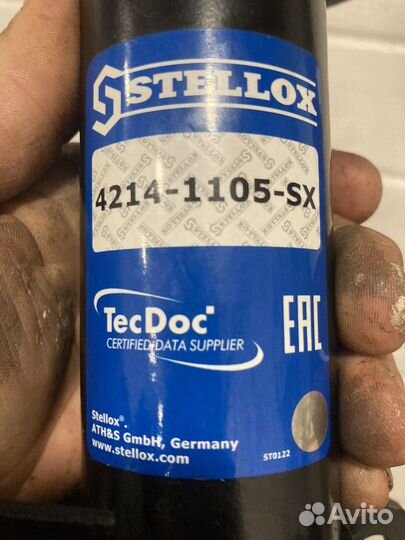 STELLOX
4214-1105-SX
TecDoc
CERTIFIED DATA SUPPLIER
EAC
Stellox®.
ATH&S GmbH, Germany
www.stellox.com
ST0122
Avito